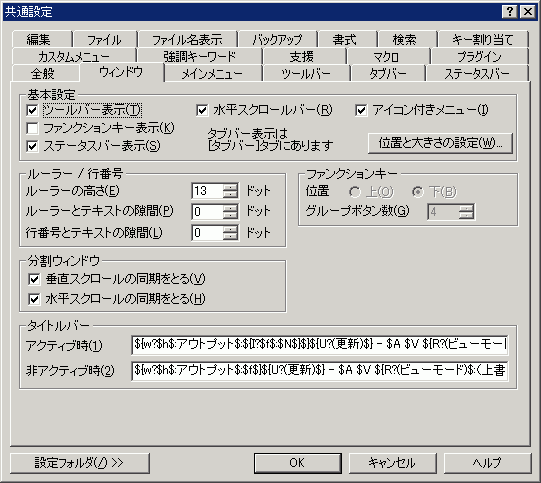 共通設定
編集 ファイル ファイル名表示 バックアップ 書式 検索 キー割り当て
カスタムメニュー 強調キーワード 支援 マクロ プラグイン
全般 ウィンドウ メインメニュー ツールバー タブバー ステータスバー
基本設定
ツールバー表示(T) 水平スクロールバー(R) アイコン付きメニュー(I)
ファンクションキー表示(K)
ステータスバー表示(S)
タブバー表示は
[タブバー]タブにあります
位置と大きさの設定(W)...
ルーラー / 行番号
ルーラーの高さ(E) 13 ドット
ルーラーとテキストの隙間(P) 0 ドット
行番号とテキストの隙間(L) 0 ドット
ファンクションキー
位置 上(O) 下(B)
グループボタン数(G) 4
分割ウィンドウ
垂直スクロールの同期をとる(V)
水平スクロールの同期をとる(H)
タイトルバー
アクティブ時(1) ${w?$h$:アウトプット$:${I?$f$:$N$}$}${U?(更新)$} - $A $V ${R?(ビューモー
非アクティブ時(2) ${w?$h$:アウトプット$:$f$}${U?(更新)$} - $A $V ${R?(ビューモード)$:(上書
設定フォルダ(/) >> OK キャンセル ヘルプ